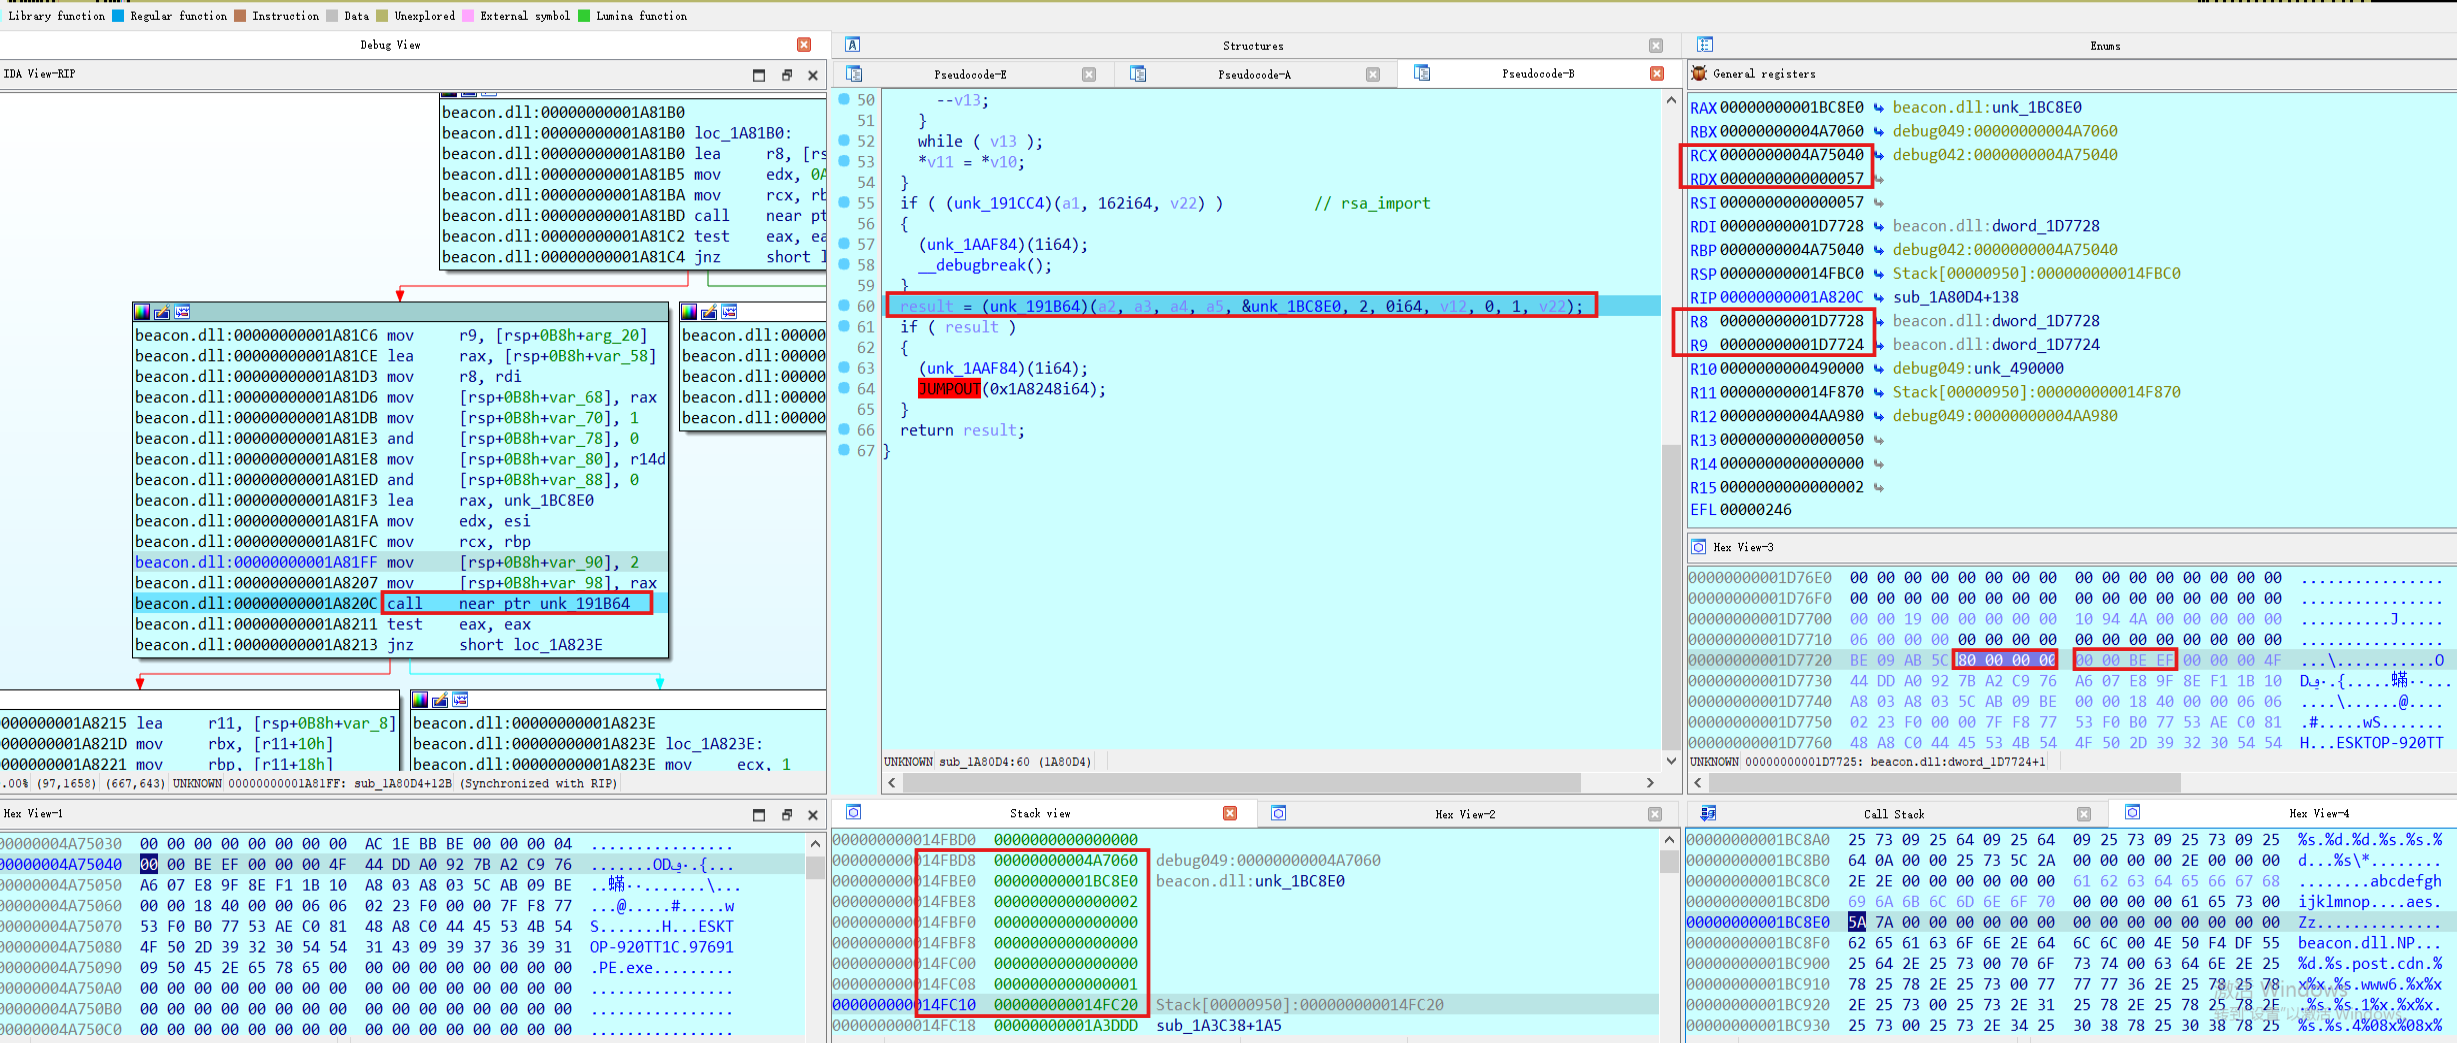 Library function Regular function Instruction Data Unexplored External symbol Lumina function
Debug View
IDA View-RIP
beacon.dll:00000000001A81B0
beacon.dll:00000000001A81B0 loc_1A81B0:
beacon.dll:00000000001A81B0 lea r8, [rs
beacon.dll:00000000001A81B5 mov edx, 0A
beacon.dll:00000000001A81BA mov rcx, rb
beacon.dll:00000000001A81BD call near pt
beacon.dll:00000000001A81C2 test eax, ea
beacon.dll:00000000001A81C4 jnz short l
beacon.dll:00000000001A81C6 mov r9, [rsp+0B8h+arg_20]
beacon.dll:00000000001A81CE lea rax, [rsp+0B8h+var_58]
beacon.dll:00000000001A81D3 mov r8, rdi
beacon.dll:00000000001A81D6 mov [rsp+0B8h+var_68], rax
beacon.dll:00000000001A81DB mov [rsp+0B8h+var_70], 1
beacon.dll:00000000001A81E3 and [rsp+0B8h+var_78], 0
beacon.dll:00000000001A81E8 mov [rsp+0B8h+var_80], r14d
beacon.dll:00000000001A81ED and [rsp+0B8h+var_88], 0
beacon.dll:00000000001A81F3 lea rax, unk_1BC8E0
beacon.dll:00000000001A81FA mov edx, esi
beacon.dll:00000000001A81FC mov rcx, rbp
beacon.dll:00000000001A81FF mov [rsp+0B8h+var_90], 2
beacon.dll:00000000001A8207 mov [rsp+0B8h+var_98], rax
beacon.dll:00000000001A820C call near ptr unk_191B64
beacon.dll:00000000001A8211 test eax, eax
beacon.dll:00000000001A8213 jnz short loc_1A823E
beacon.dll:00000
beacon.dll:00000
beacon.dll:00000
beacon.dll:00000
beacon.dll:00000
0000000001A8215 lea r11, [rsp+0B8h+var_8]
0000000001A821D mov rbx, [r11+10h]
0000000001A8221 mov rbp, [r11+18h]
beacon.dll:00000000001A823E
beacon.dll:00000000001A823E loc_1A823E:
beacon.dll:00000000001A823E mov ecx, 1
.00% (97,1658) (667,643) UNKNOWN 00000000001A81FF: sub_1A80D4+12B (Synchronized with RIP)
Structures
Pseudocode-E Pseudocode-A Pseudocode-B
50 --v13;
51 }
52 while ( v13 );
53 *v11 = *v10;
54 }
55 if ( (unk_191CC4)(a1, 162i64, v22) ) // rsa_import
56 {
57 (unk_1AAF84)(1i64);
58 __debugbreak();
59 }
60 result = (unk_191B64)(a2, a3, a4, a5, &unk_1BC8E0, 2, 0i64, v12, 0, 1, v22);
61 if ( result )
62 {
63 (unk_1AAF84)(1i64);
64 JUMPOUT(0x1A8248i64);
65 }
66 return result;
67 }
UNKNOWN sub_1A80D4:60 (1A80D4)
Enums
General registers
RAX 00000000001BC8E0 beacon.dll:unk_1BC8E0
RBX 00000000004A7060 debug049:00000000004A7060
RCX 0000000004A75040 debug042:0000000004A75040
RDX 0000000000000057
RSI 0000000000000057
RDI 00000000001D7728 beacon.dll:dword_1D7728
RBP 0000000004A75040 debug042:0000000004A75040
RSP 000000000014FBC0 Stack[00000950]:000000000014FBC0
RIP 00000000001A820C sub_1A80D4+138
R8 00000000001D7728 beacon.dll:dword_1D7728
R9 00000000001D7724 beacon.dll:dword_1D7724
R10 0000000000490000 debug049:unk_490000
R11 000000000014F870 Stack[00000950]:000000000014F870
R12 00000000004AA980 debug049:00000000004AA980
R13 0000000000000050
R14 0000000000000000
R15 0000000000000002
EFL 00000246
Hex View-3
00000000001D76E0 00 00 00 00 00 00 00 00 00 00 00 00 00 00 00 00 ................
00000000001D76F0 00 00 00 00 00 00 00 00 00 00 00 00 00 00 00 00 ................
00000000001D7700 00 00 19 00 00 00 00 00 10 94 4A 00 00 00 00 00 ..........J.....
00000000001D7710 06 00 00 00 00 00 00 00 00 00 00 00 00 00 00 00 ................
00000000001D7720 BE 09 AB 5C 80 00 00 00 00 00 BE EF 00 00 00 4F ...\...........O
00000000001D7730 44 DD A0 92 7B A2 C9 76 A6 07 E8 9F 8E F1 1B 10
00000000001D7740 A8 03 A8 03 5C AB 09 BE 00 00 18 40 00 00 06 06 ....\......@....
00000000001D7750 02 23 F0 00 00 7F F8 77 53 F0 B0 77 53 AE C0 81 .#.....wS.......
00000000001D7760 48 A8 C0 44 45 53 4B 54 4F 50 2D 39 32 30 54 54 H...ESKTOP-920TT
UNKNOWN 00000000001D7725: beacon.dll:dword_1D7724+1
Hex View-1
00000004A75030 00 00 00 00 00 00 00 00 AC 1E BB BE 00 00 00 04 ................
00000004A75040 00 00 BE EF 00 00 00 4F 44 DD A0 92 7B A2 C9 76
00000004A75050 A6 07 E8 9F 8E F1 1B 10 A8 03 A8 03 5C AB 09 BE
00000004A75060 00 00 18 40 00 00 06 06 02 23 F0 00 00 7F F8 77 ...@.....#.....w
00000004A75070 53 F0 B0 77 53 AE C0 81 48 A8 C0 44 45 53 4B 54 S.......H...ESKT
00000004A75080 4F 50 2D 39 32 30 54 54 31 43 09 39 37 36 39 31 OP-920TT1C.97691
00000004A75090 09 50 45 2E 65 78 65 00 00 00 00 00 00 00 00 00 .PE.exe.........
00000004A750A0 00 00 00 00 00 00 00 00 00 00 00 00 00 00 00 00 ................
00000004A750B0 00 00 00 00 00 00 00 00 00 00 00 00 00 00 00 00 ................
00000004A750C0 00 00 00 00 00 00 00 00 00 00 00 00 00 00 00 00 ................
Stack view Hex View-2
000000000014FBD0 0000000000000000
000000000014FBD8 00000000004A7060 debug049:00000000004A7060
000000000014FBE0 00000000001BC8E0 beacon.dll:unk_1BC8E0
000000000014FBE8 0000000000000002
000000000014FBF0 0000000000000000
000000000014FBF8 0000000000000000
000000000014FC00 0000000000000000
000000000014FC08 0000000000000001
000000000014FC10 000000000014FC20 Stack[00000950]:000000000014FC20
000000000014FC18 00000000001A3DDD sub_1A3C38+1A5
Call Stack Hex View-4
00000000001BC8A0 25 73 09 25 64 09 25 64 09 25 73 09 25 73 09 25 %s.%d.%d.%s.%s.%
00000000001BC8B0 64 0A 00 00 25 73 5C 2A 00 00 00 00 2E 00 00 00 d...%s\*........
00000000001BC8C0 2E 2E 00 00 00 00 00 00 61 62 63 64 65 66 67 68 ........abcdefgh
00000000001BC8D0 69 6A 6B 6C 6D 6E 6F 70 00 00 00 00 61 65 73 00 ijklmnop....aes.
00000000001BC8E0 5A 7A 00 00 00 00 00 00 00 00 00 00 00 00 00 00 Zz..............
00000000001BC8F0 62 65 61 63 6F 6E 2E 64 6C 6C 00 4E 50 F4 DF 55 beacon.dll.NP...
00000000001BC900 25 64 2E 25 73 00 70 6F 73 74 00 63 64 6E 2E 25 %d.%s.post.cdn.%
00000000001BC910 78 25 78 2E 25 73 00 77 77 77 36 2E 25 78 25 78 x%x.%s.www6.%x%x
00000000001BC920 2E 25 73 00 25 73 2E 31 25 78 2E 25 78 25 78 2E .%s.%s.1%x.%x%x.
00000000001BC930 25 73 00 25 73 2E 34 25 30 38 78 25 30 38 78 25 %s.%s.4%08x%08x%
激活 Windows
转到"设置"以激活 Windows。